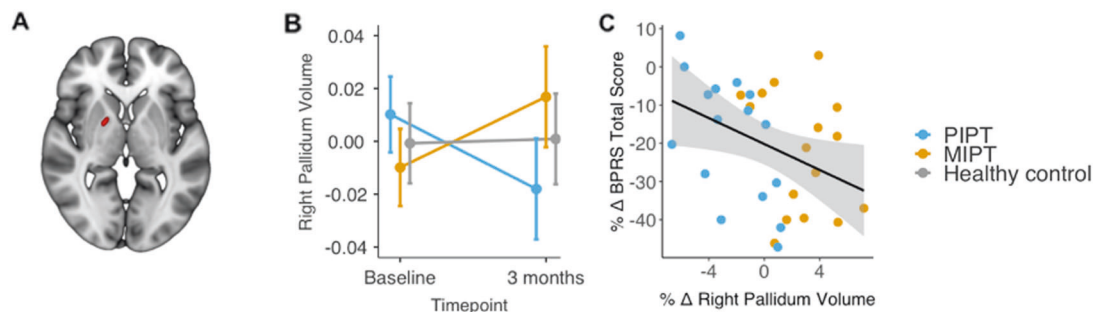 A
B
Right Pallidum Volume
0.04
0.02
0.00
-0.02
-0.04
Baseline
3 months
Timepoint
C
% Δ BPRS Total Score
10
0
-10
-20
-30
-40
-4
0
4
% Δ Right Pallidum Volume
PIPT
MIPT
Healthy control